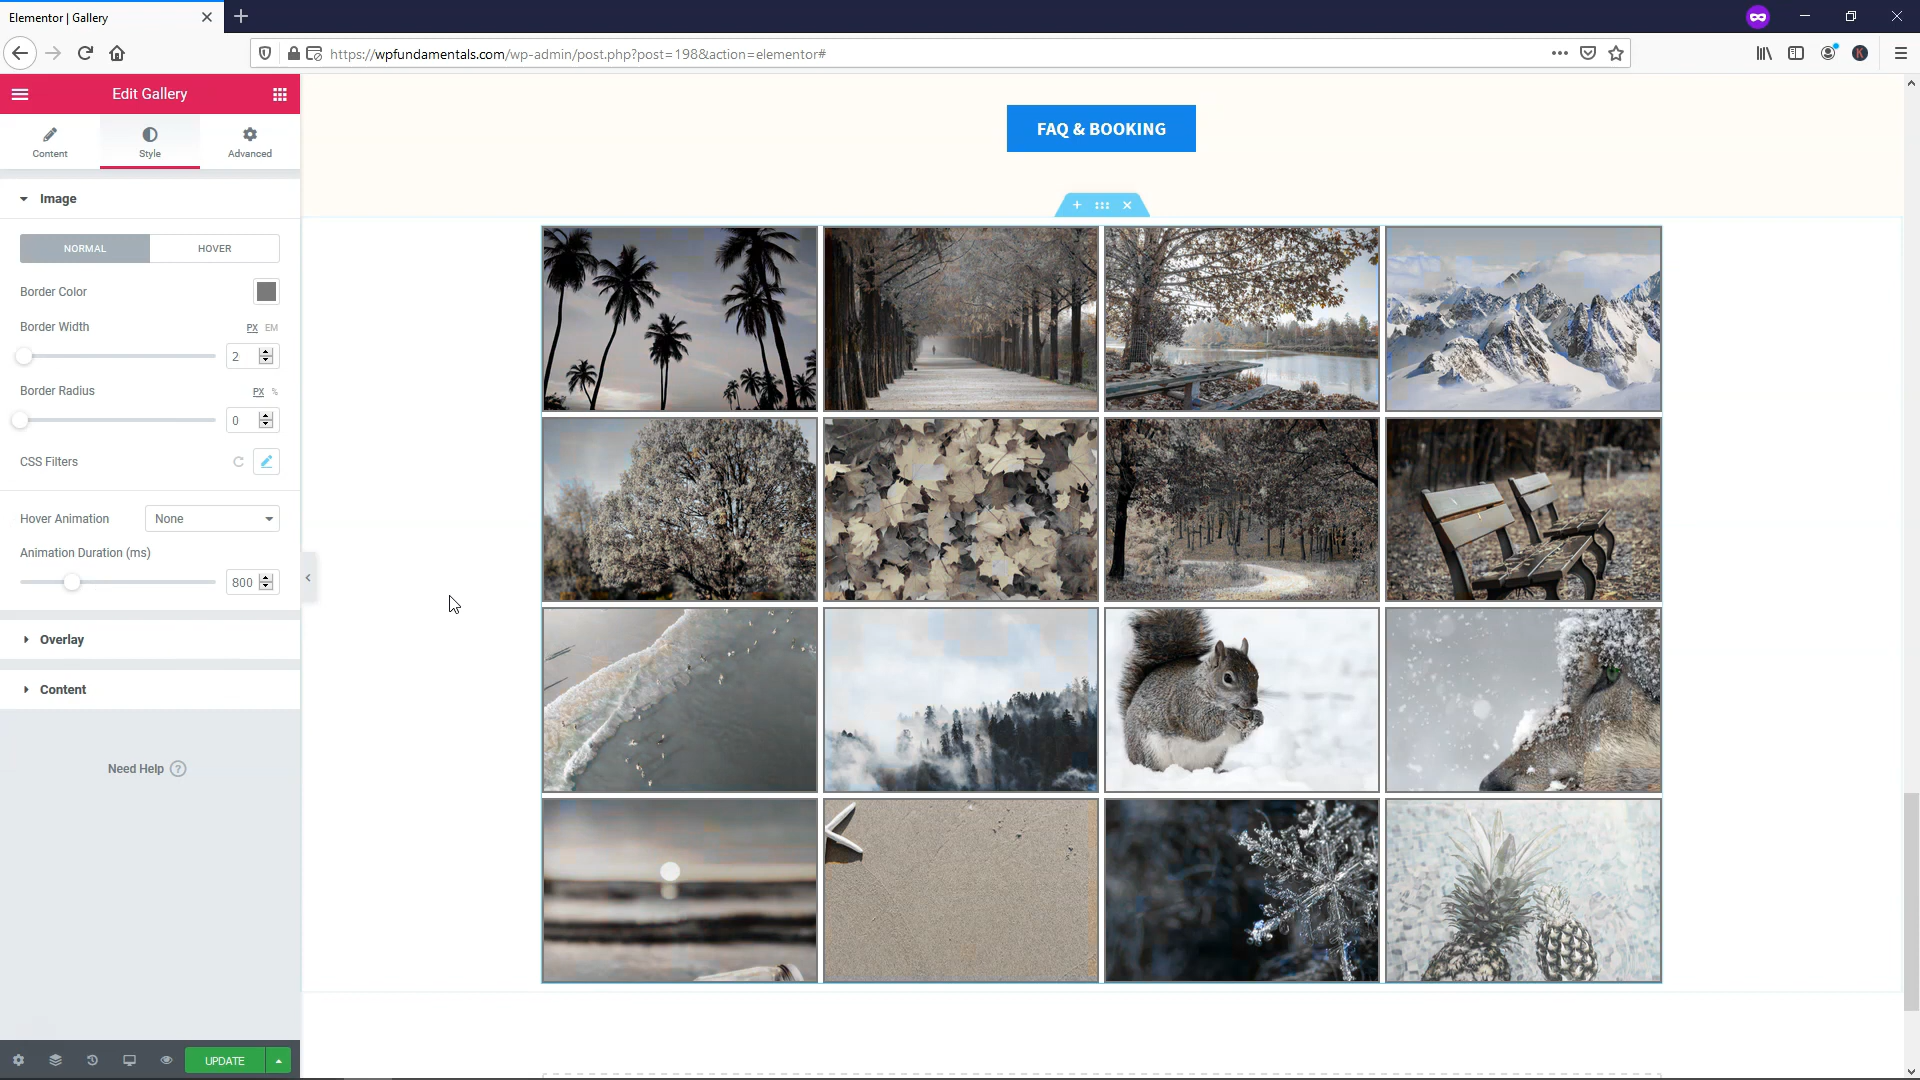 Elementor | Gallery
https://wpfundamentals.com/wp-admin/post.php?post=198&action=elementor#
Edit Gallery
Content
Style
Advanced
Image
NORMAL
HOVER
Border Color
Border Width
PX EM
2
Border Radius
PX %
0
CSS Filters
Hover Animation
None
Animation Duration (ms)
800
Overlay
Content
Need Help ?
UPDATE
FAQ & BOOKING